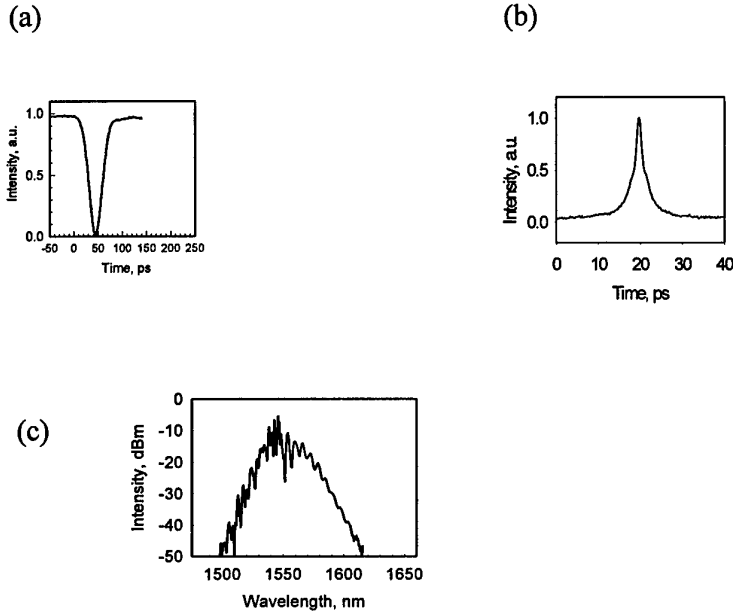 (a)
(b)
1.0
0.5
0.0
Intensity, a.u.
-50 0 50 100 150 200 250
Time, ps
1.0
0.5
0.0
Intensity, a.u.
0 10 20 30 40
Time, ps
(c)
0
-10
-20
-30
-40
-50
Intensity, dBm
1500 1550 1600 1650
Wavelength, nm